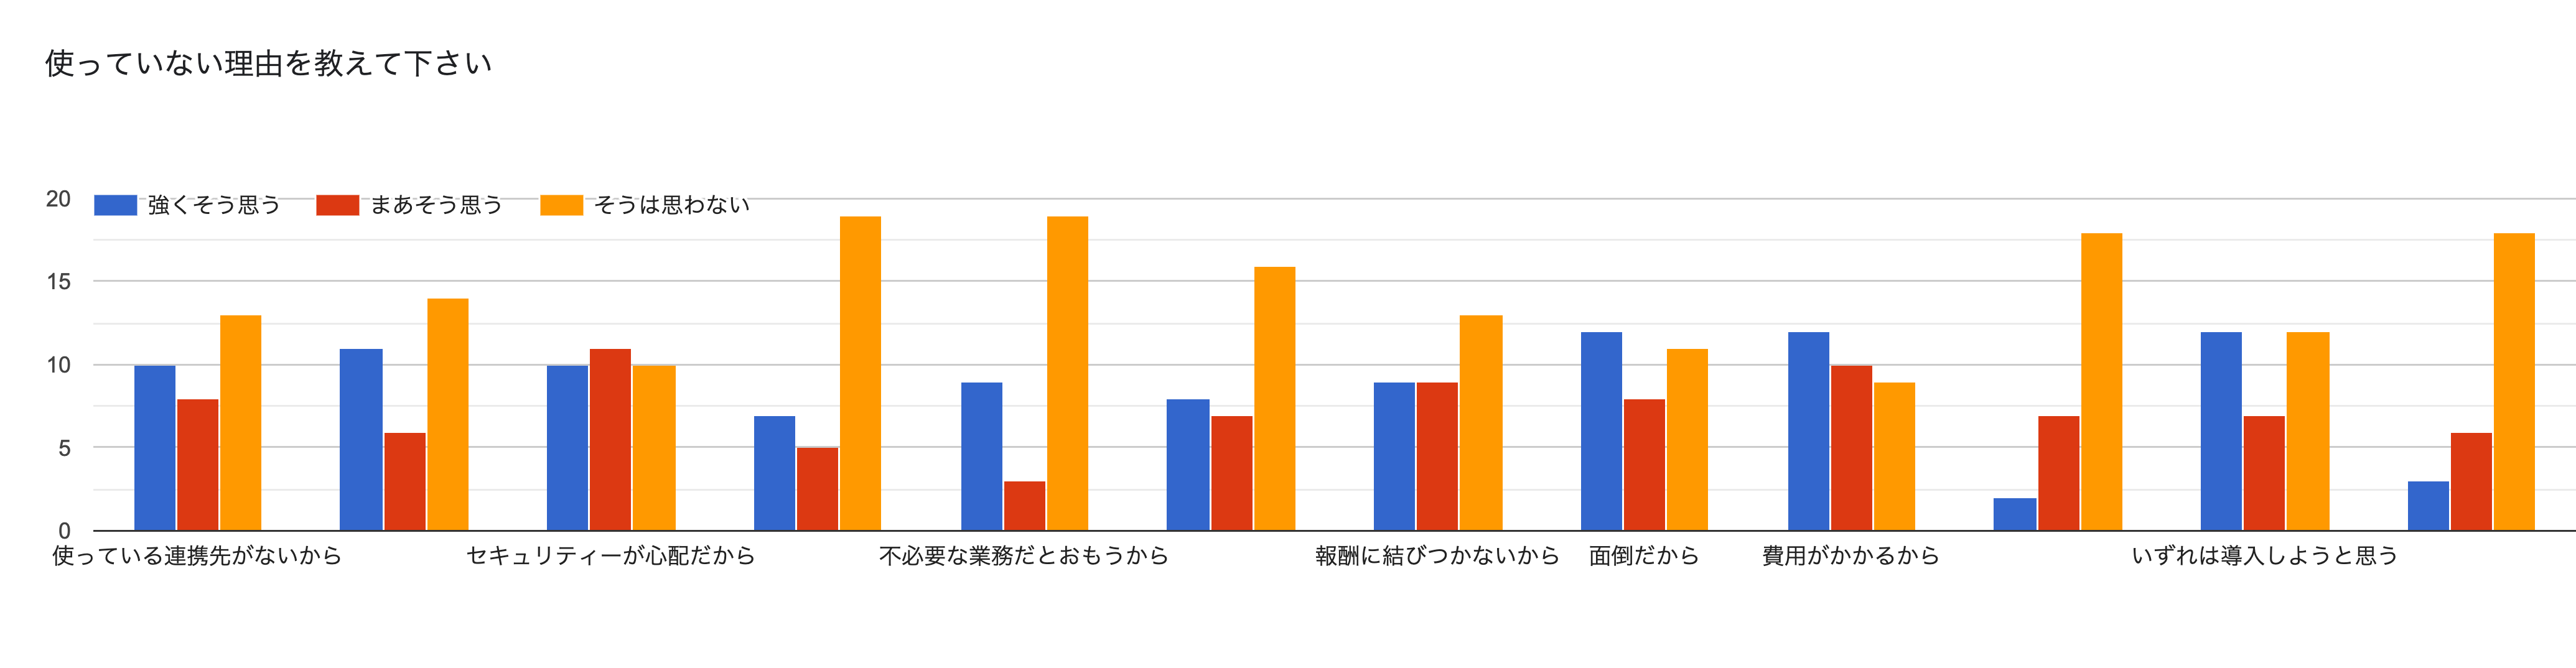 使っていない理由を教えて下さい
強くそう思う まあそう思う そうは思わない
20
15
10
5
0
使っている連携先がないから セキュリティーが心配だから 不必要な業務だとおもうから 報酬に結びつかないから 面倒だから 費用がかかるから いずれは導入しようと思う